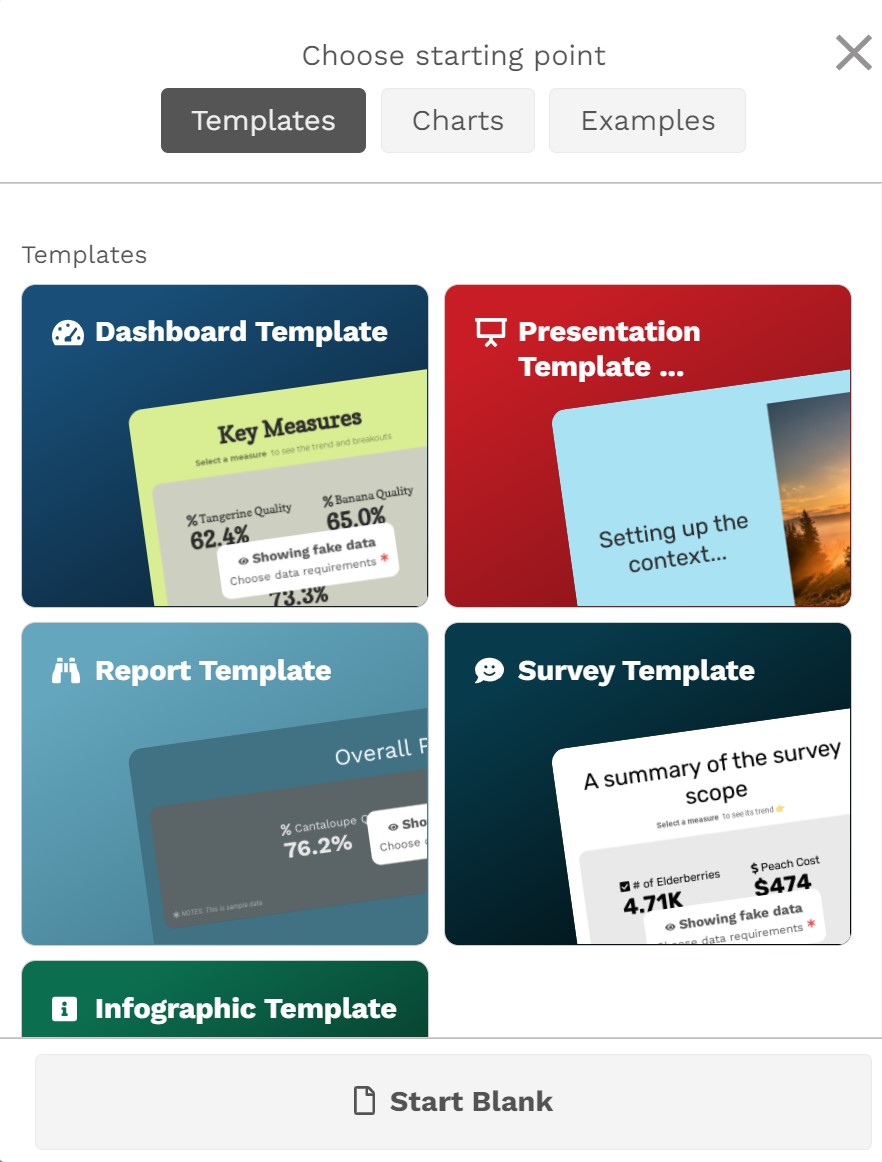 Choose starting point
Templates
Charts
Examples
Templates
Dashboard Template
Key Measures
Select a measure to see the trend and breakouts
% Tangerine Quality
62.4%
% Banana Quality
65.0%
Showing fake data
Choose data requirements *
73.3%
Presentation
Template ...
Setting up the
context...
Report Template
Overall
% Cantaloupe
76.2%
Sho
Choose
NOTES: This is sample data
Survey Template
A summary of the survey
scope
Select a measure to see its trend 👉
# of Elderberries
4.71K
$ Peach Cost
$474
Showing fake data
Choose data requirements *
Infographic Template
Start Blank